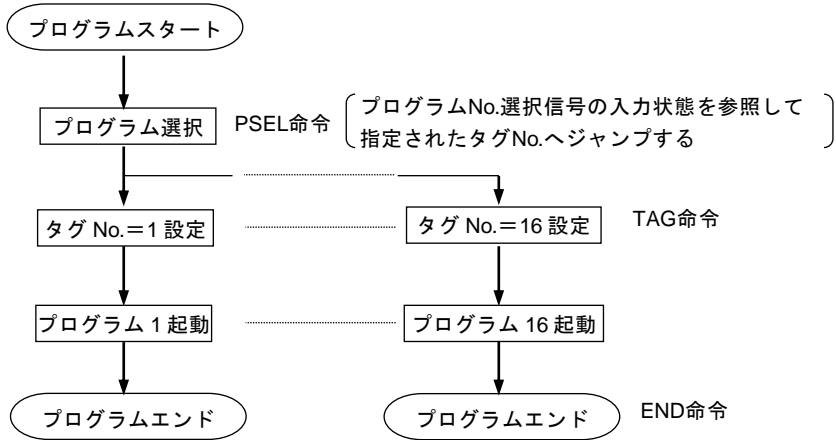 プログラムスタート
プログラム選択
PSEL命令
プログラムNo.選択信号の入力状態を参照して
指定されたタグNo.へジャンプする
タグ No.＝1 設定
タグ No.＝16 設定
TAG命令
プログラム 1 起動
プログラム 16 起動
プログラムエンド
プログラムエンド
END命令